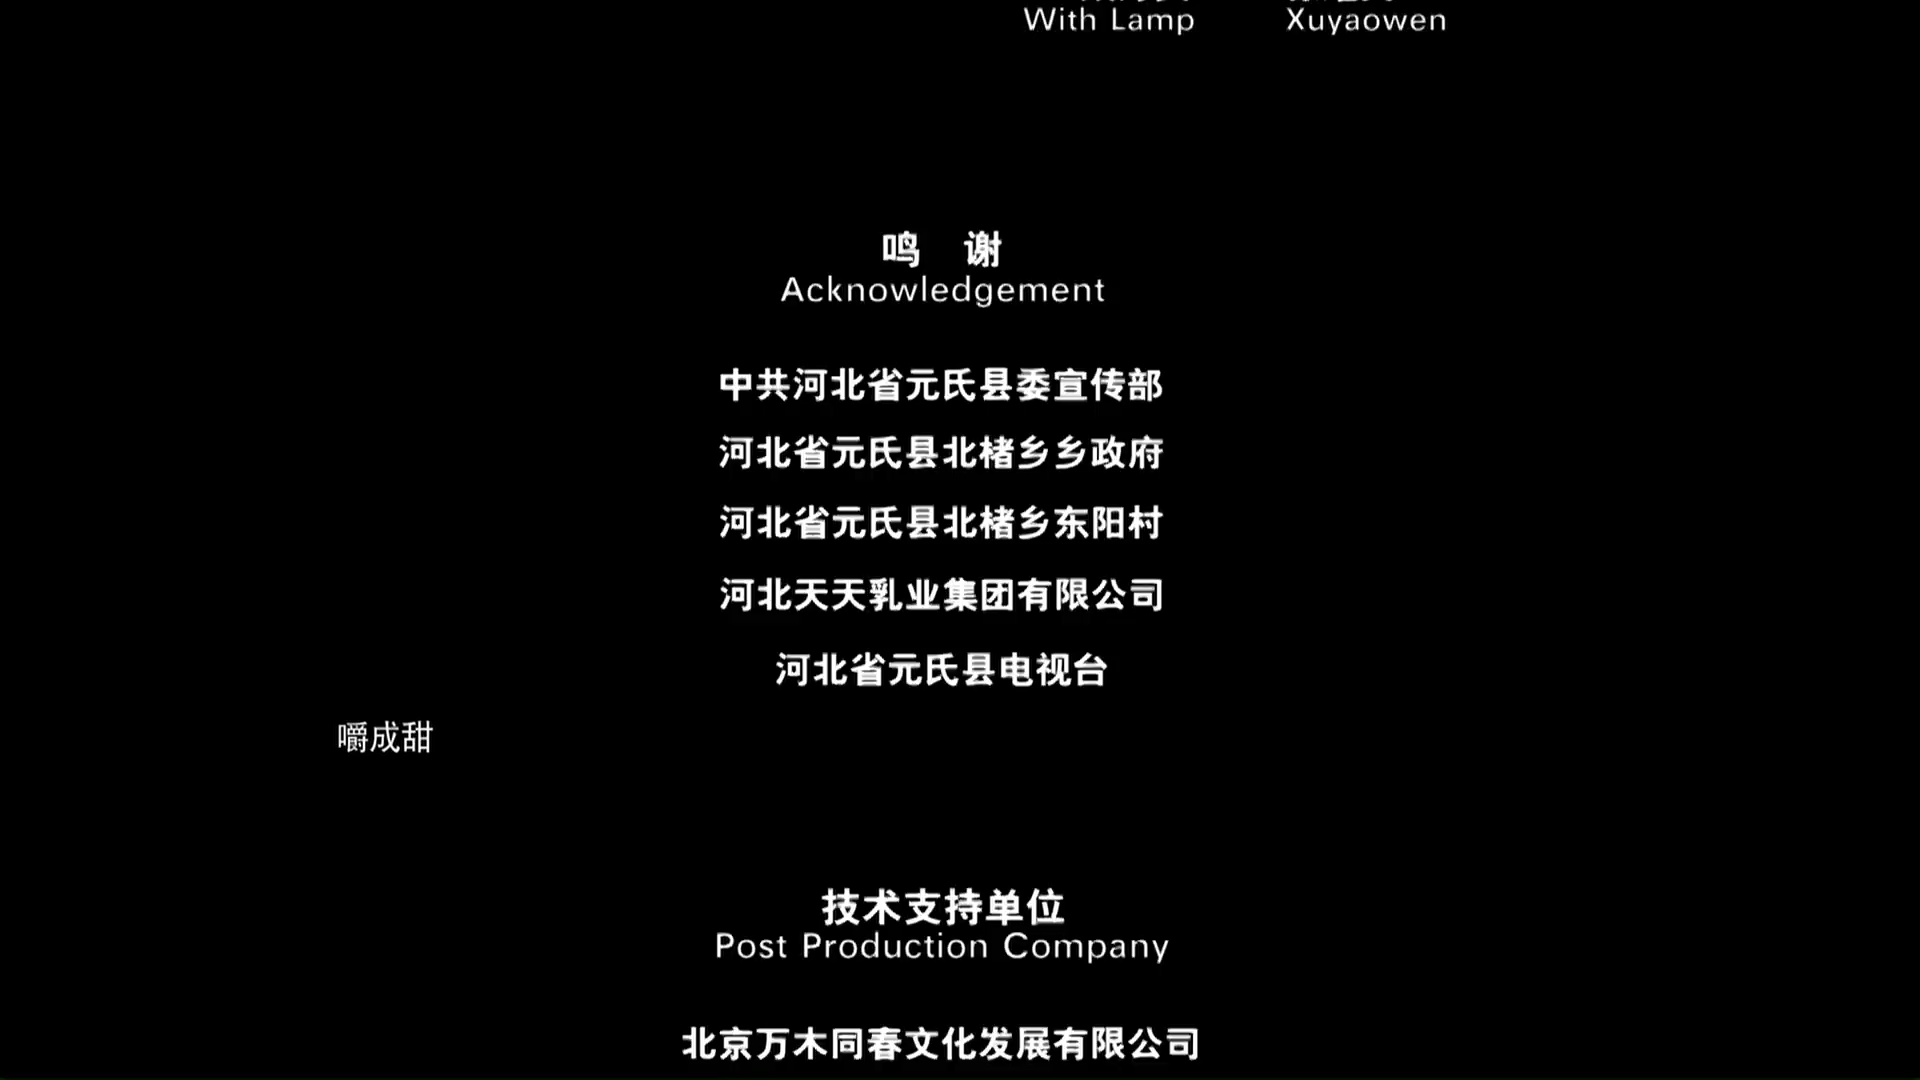 With Lamp Xuyaowen
鸣 谢
Acknowledgement
中共河北省元氏县委宣传部
河北省元氏县北楮乡乡政府
河北省元氏县北楮乡东阳村
河北天天乳业集团有限公司
河北省元氏县电视台
嚼成甜
技术支持单位
Post Production Company
北京万木同春文化发展有限公司